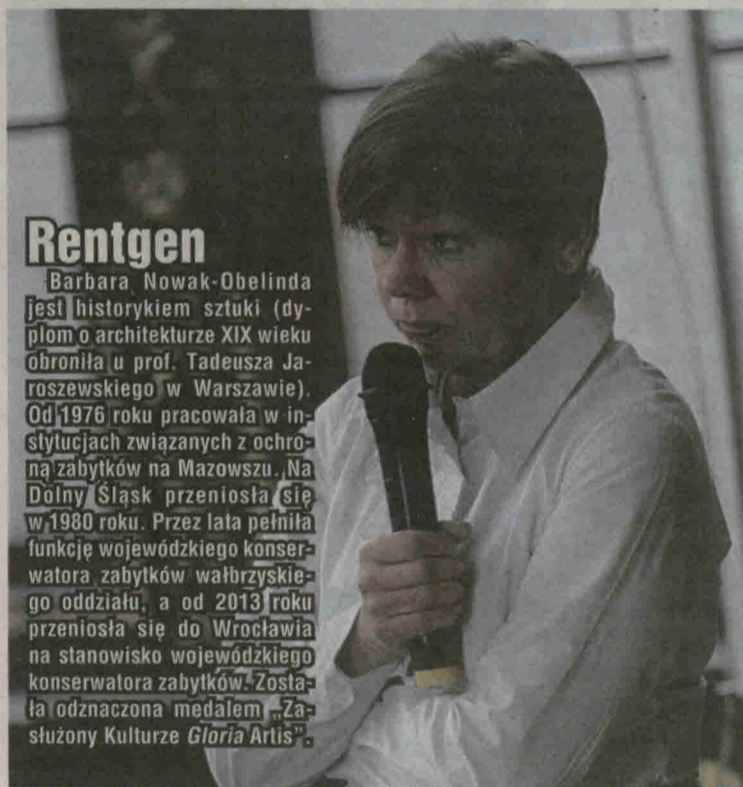 Rentgen
Barbara Nowak-Obelinda
jest historykiem sztuki (dy-
plom o architekturze XIX wieku
obroniła u prof. Tadeusza Ja-
roszewskiego w Warszawie).
Od 1976 roku pracowała w in-
stytucjach związanych z ochro-
ną zabytków na Mazowszu. Na
Dolny Śląsk przeniosła się
w 1980 roku. Przez lata pełniła
funkcję wojewódzkiego konser-
watora zabytków wałbrzyskie-
go oddziału, a od 2013 roku
przeniosła się do Wrocławia
na stanowisko wojewódzkiego
konserwatora zabytków. Zosta-
ła odznaczona medalem „Za-
służony Kulturze Gloria Artis”.